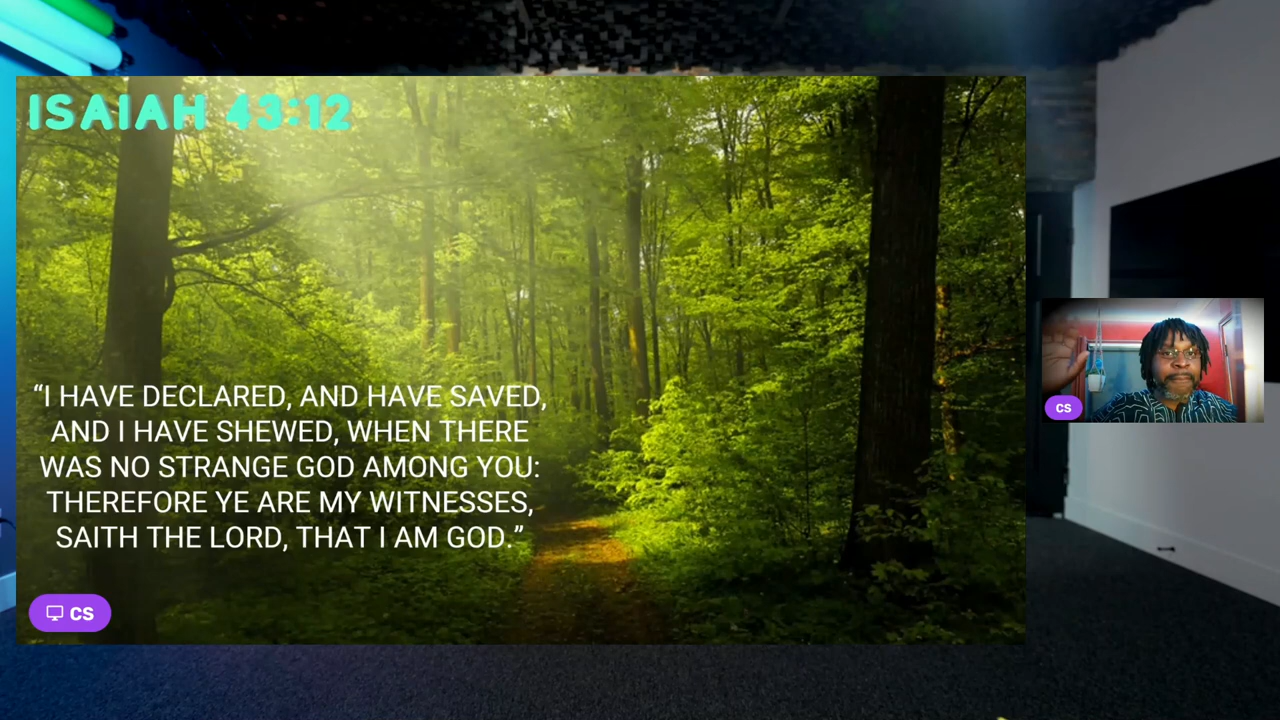 ISAIAH 43:12
“I HAVE DECLARED, AND HAVE SAVED,
AND I HAVE SHEWED, WHEN THERE
WAS NO STRANGE GOD AMONG YOU:
THEREFORE YE ARE MY WITNESSES,
SAITH THE LORD, THAT I AM GOD.”
CS
CS